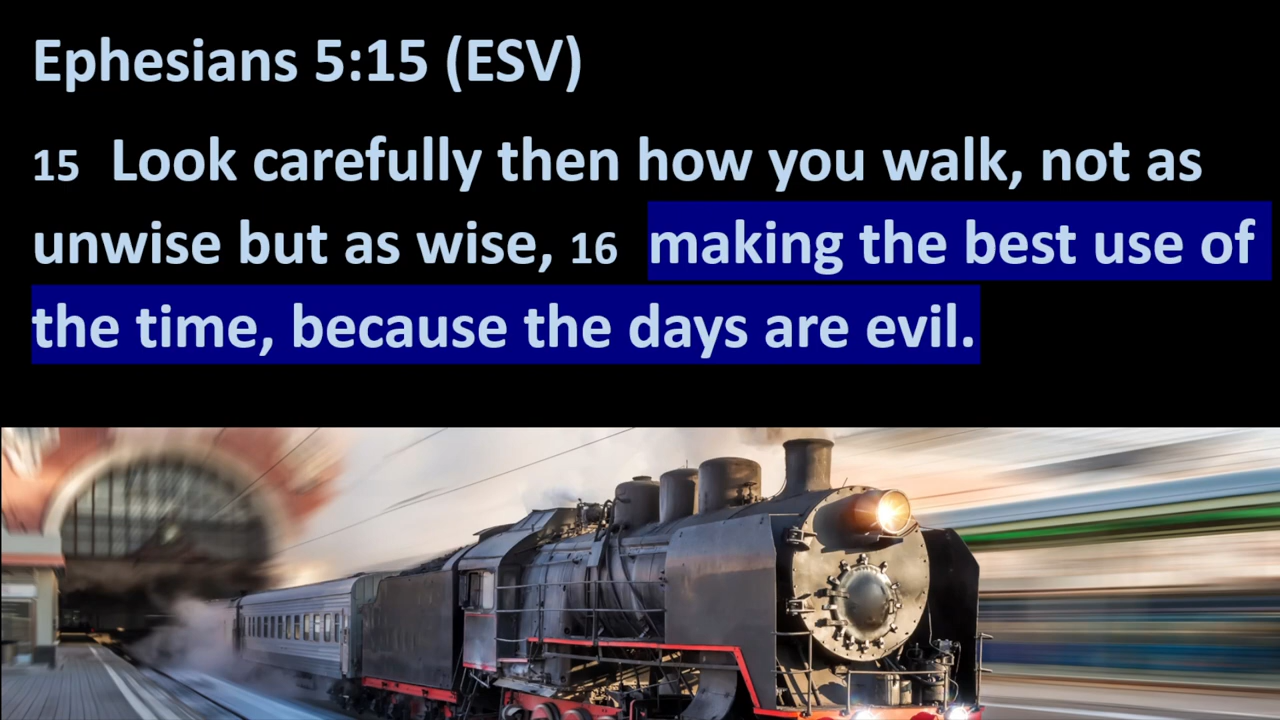 Ephesians 5:15 (ESV)
15 Look carefully then how you walk, not as
unwise but as wise, 16 making the best use of
the time, because the days are evil.